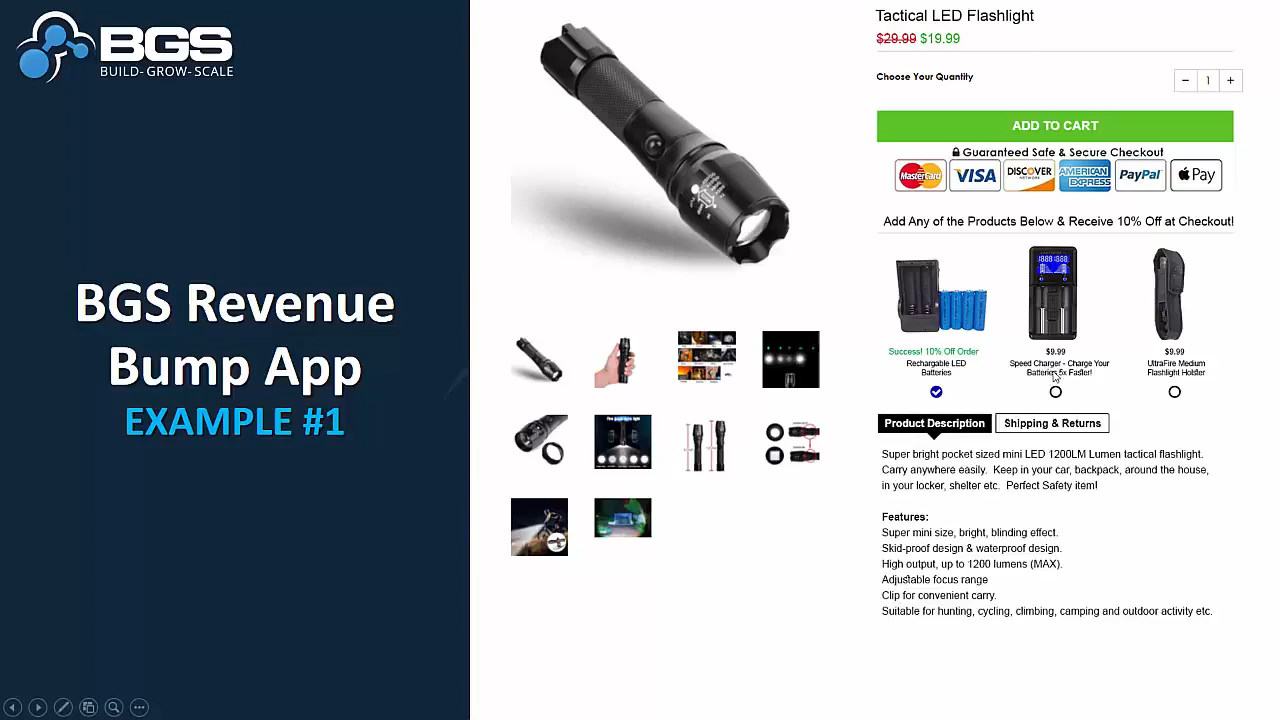 BGS
BUILD-GROW-SCALE
BGS Revenue
Bump App
EXAMPLE #1
Tactical LED Flashlight
$29.99 $19.99
Choose Your Quantity
− 1 +
ADD TO CART
Guaranteed Safe & Secure Checkout
MasterCard VISA DISCOVER NETWORK AMERICAN EXPRESS PayPal Pay
Add Any of the Products Below & Receive 10% Off at Checkout!
Success! 10% Off Order
Rechargable LED
Batteries
$9.99
Speed Charger - Charge Your
Batteries 5x Faster!
$9.99
UltraFire Medium
Flashlight Holster
Product Description
Shipping & Returns
Super bright pocket sized mini LED 1200LM Lumen tactical flashlight.
Carry anywhere easily. Keep in your car, backpack, around the house,
in your locker, shelter etc. Perfect Safety item!
Features:
Super mini size, bright, blinding effect.
Skid-proof design & waterproof design.
High output, up to 1200 lumens (MAX).
Adjustable focus range
Clip for convenient carry.
Suitable for hunting, cycling, climbing, camping and outdoor activity etc.